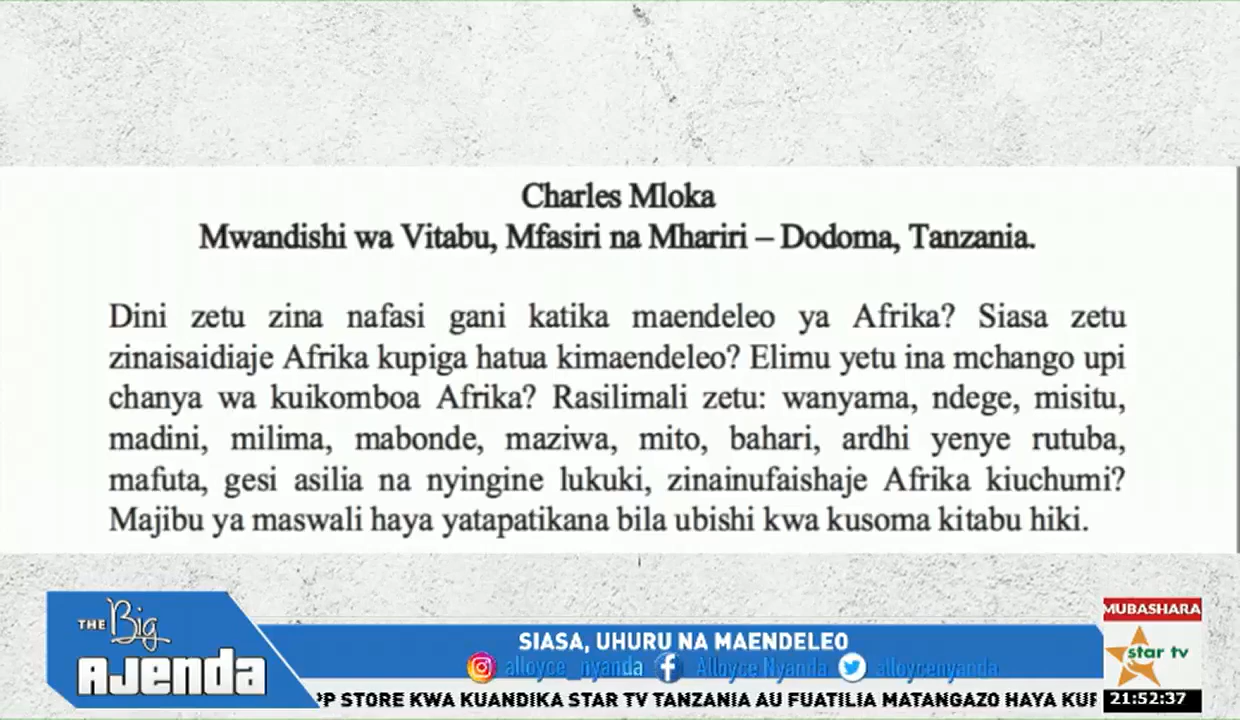 Charles Mloka
Mwandishi wa Vitabu, Mfasiri na Mhariri – Dodoma, Tanzania.
Dini zetu zina nafasi gani katika maendeleo ya Afrika? Siasa zetu
zinaisaidiaje Afrika kupiga hatua kimaendeleo? Elimu yetu ina mchango upi
chanya wa kuikomboa Afrika? Rasilimali zetu: wanyama, ndege, misitu,
madini, milima, mabonde, maziwa, mito, bahari, ardhi yenye rutuba,
mafuta, gesi asilia na nyingine lukuki, zinainufaishaje Afrika kiuchumi?
Majibu ya maswali haya yatapatikana bila ubishi kwa kusoma kitabu hiki.
THE Big
AJENDA
SIASA, UHURU NA MAENDELEO
alloyce_nyanda Alloyce Nyanda alloycenyanda
PP STORE KWA KUANDIKA STAR TV TANZANIA AU FUATILIA MATANGAZO HAYA KUP
MUBASHARA
star tv
21:52:37